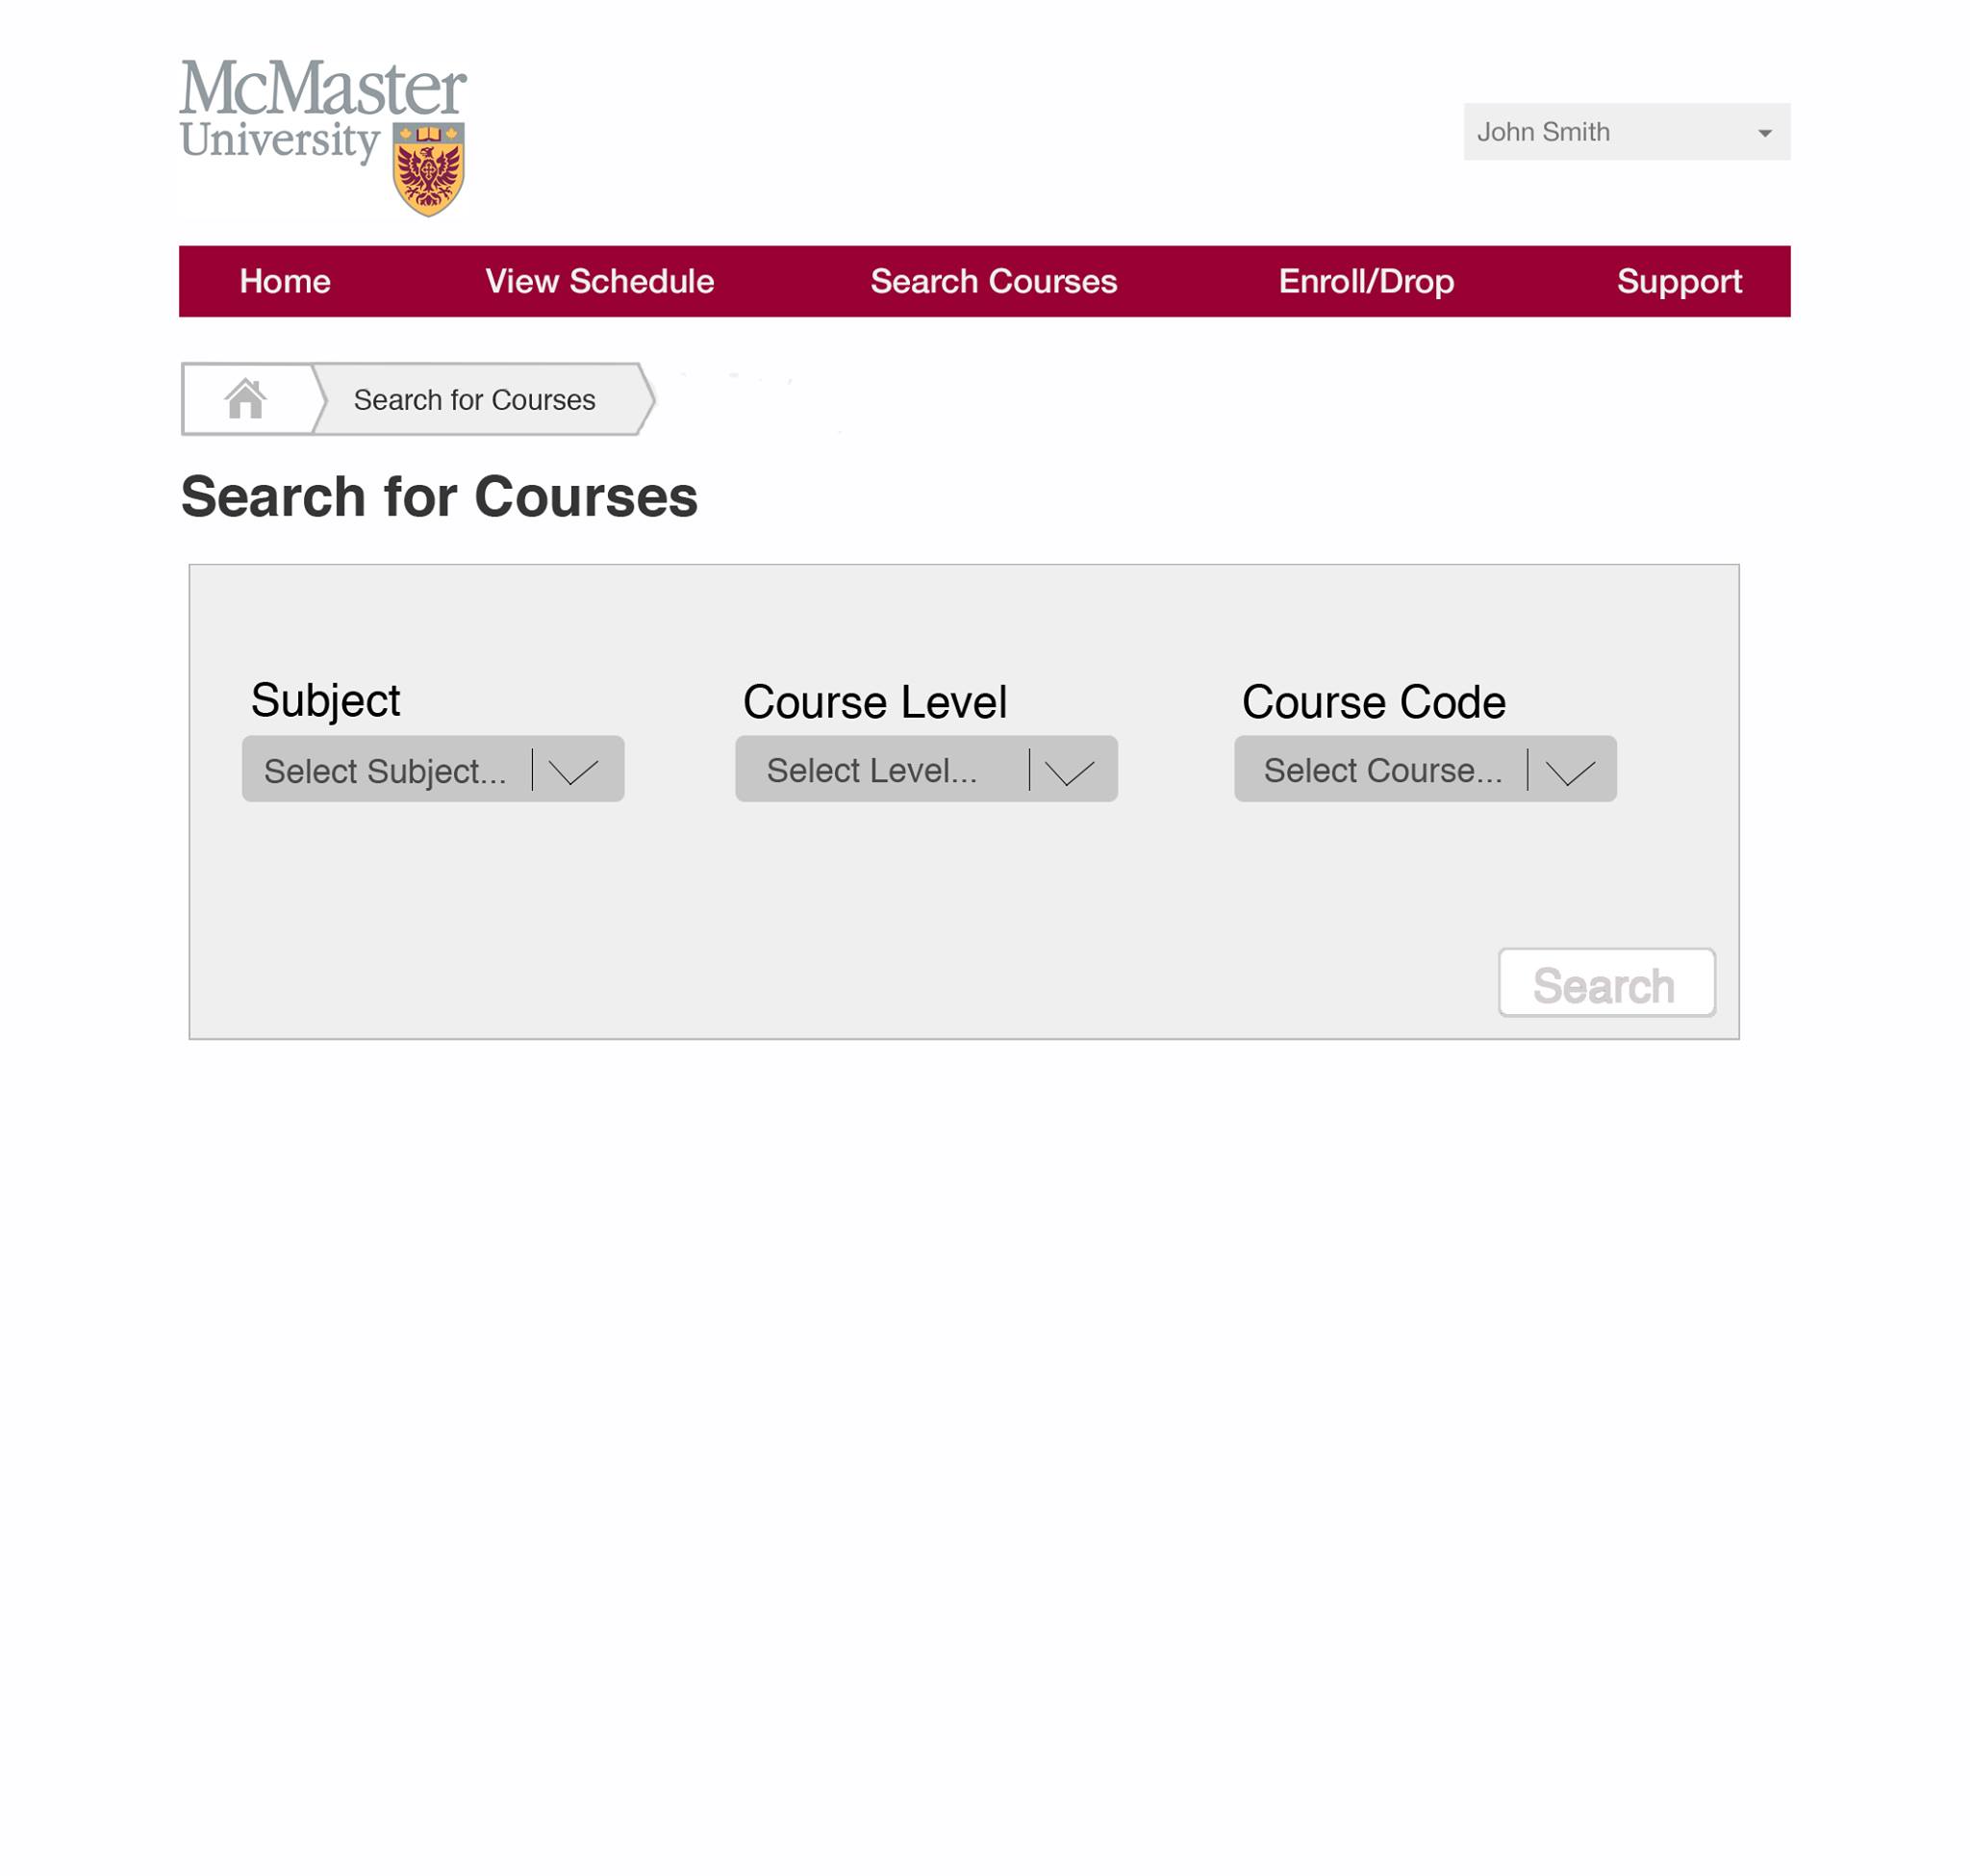 McMaster
University
John Smith
Home View Schedule Search Courses Enroll/Drop Support
Search for Courses
Search for Courses
Subject Course Level Course Code
Select Subject... Select Level... Select Course...
Search